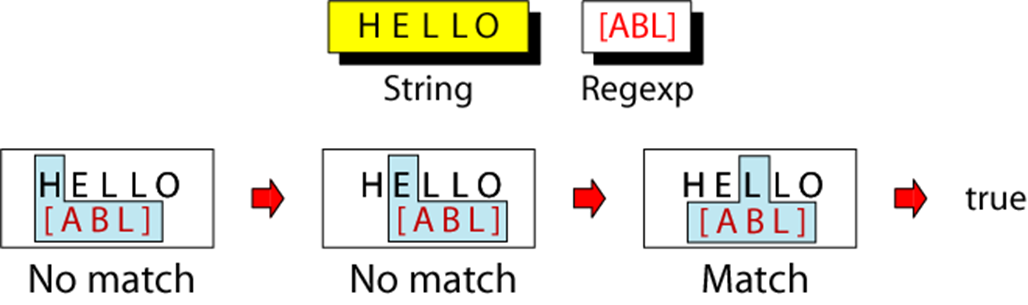 HELLO
[ABL]
String
Regexp
HELLO
[ABL]
No match
HELLO
[ABL]
No match
HELLO
[ABL]
Match
true